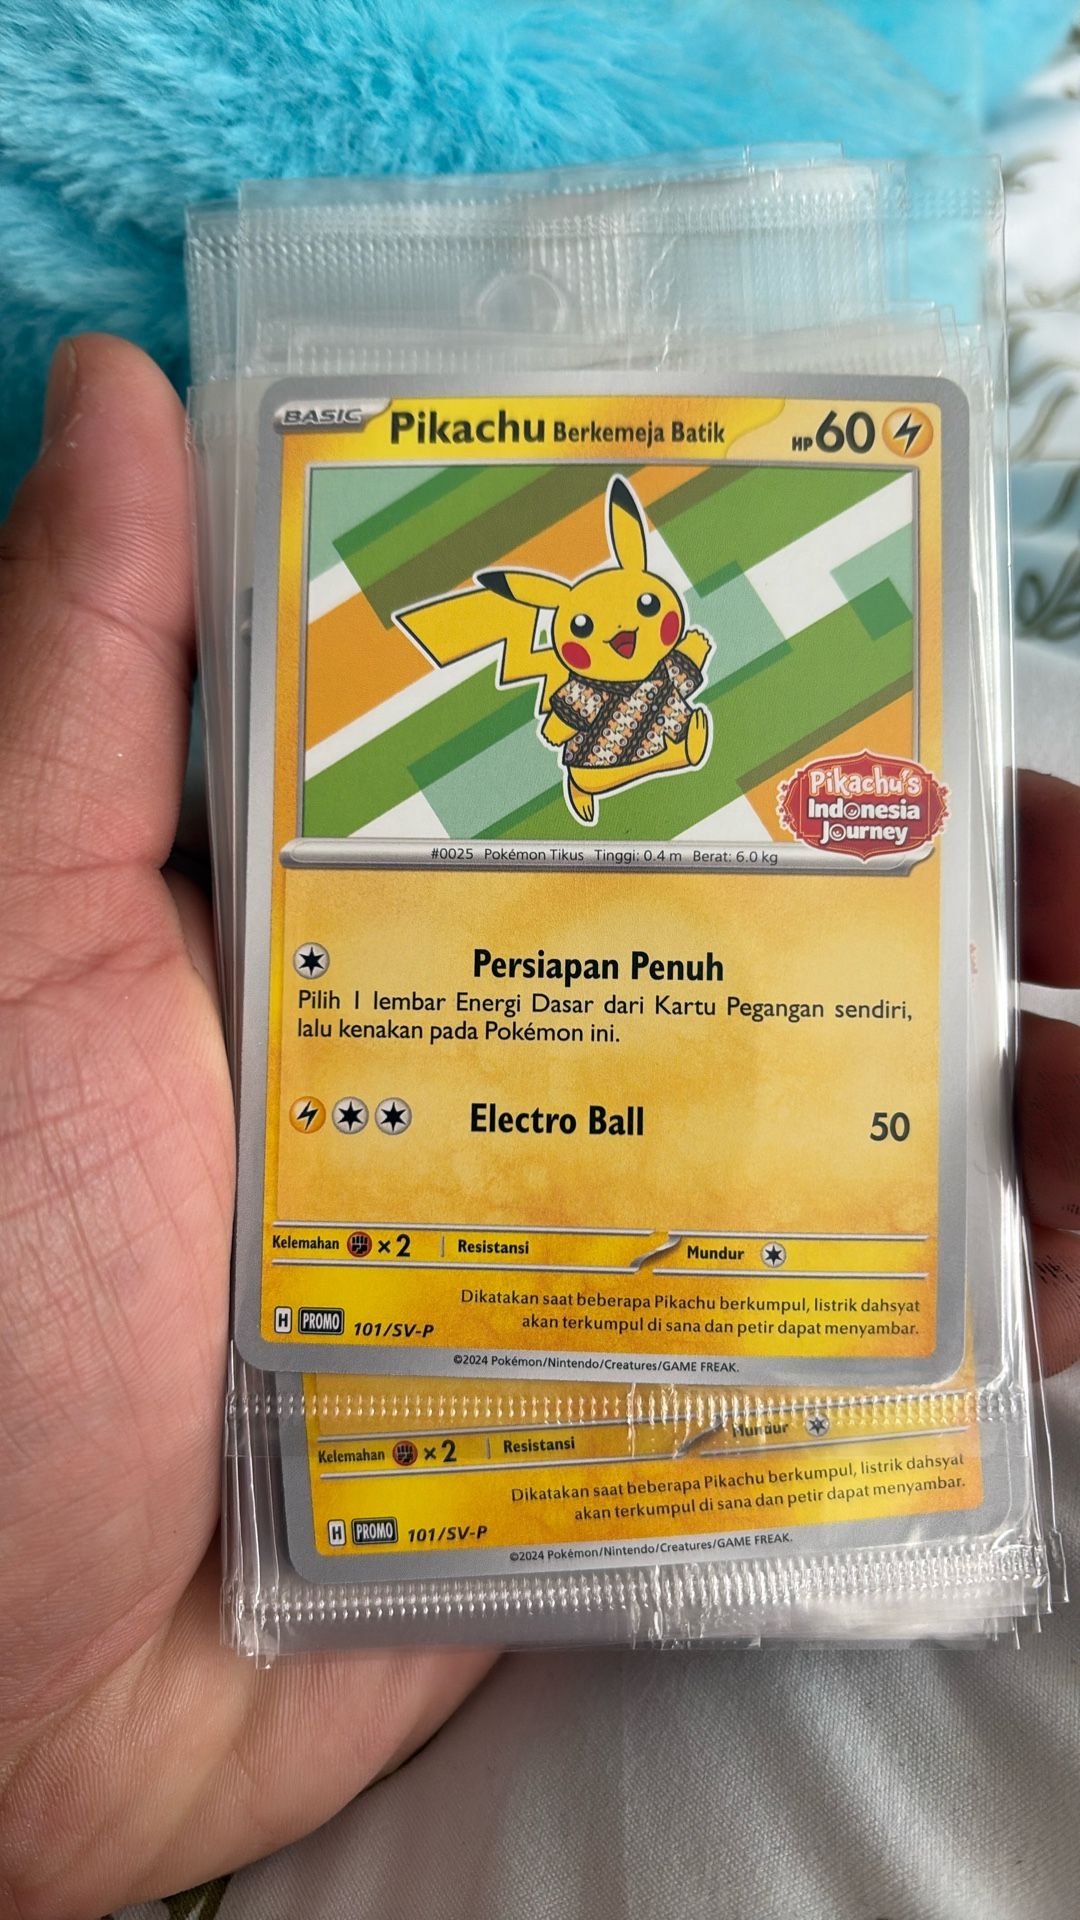 BASIC
Pikachu Berkemeja Batik
HP 60
Pikachu's
Indonesia
Journey
#0025 Pokémon Tikus Tinggi: 0.4 m Berat: 6.0 kg
Persiapan Penuh
Pilih 1 lembar Energi Dasar dari Kartu Pegangan sendiri,
lalu kenakan pada Pokémon ini.
Electro Ball 50
Kelemahan ×2 Resistansi Mundur
Dikatakan saat beberapa Pikachu berkumpul, listrik dahsyat
akan terkumpul di sana dan petir dapat menyambar.
H PROMO 101/SV-P
©2024 Pokémon/Nintendo/Creatures/GAME FREAK.
Kelemahan ×2 Resistansi Mundur
Dikatakan saat beberapa Pikachu berkumpul, listrik dahsyat
akan terkumpul di sana dan petir dapat menyambar.
H PROMO 101/SV-P
©2024 Pokémon/Nintendo/Creatures/GAME FREAK.